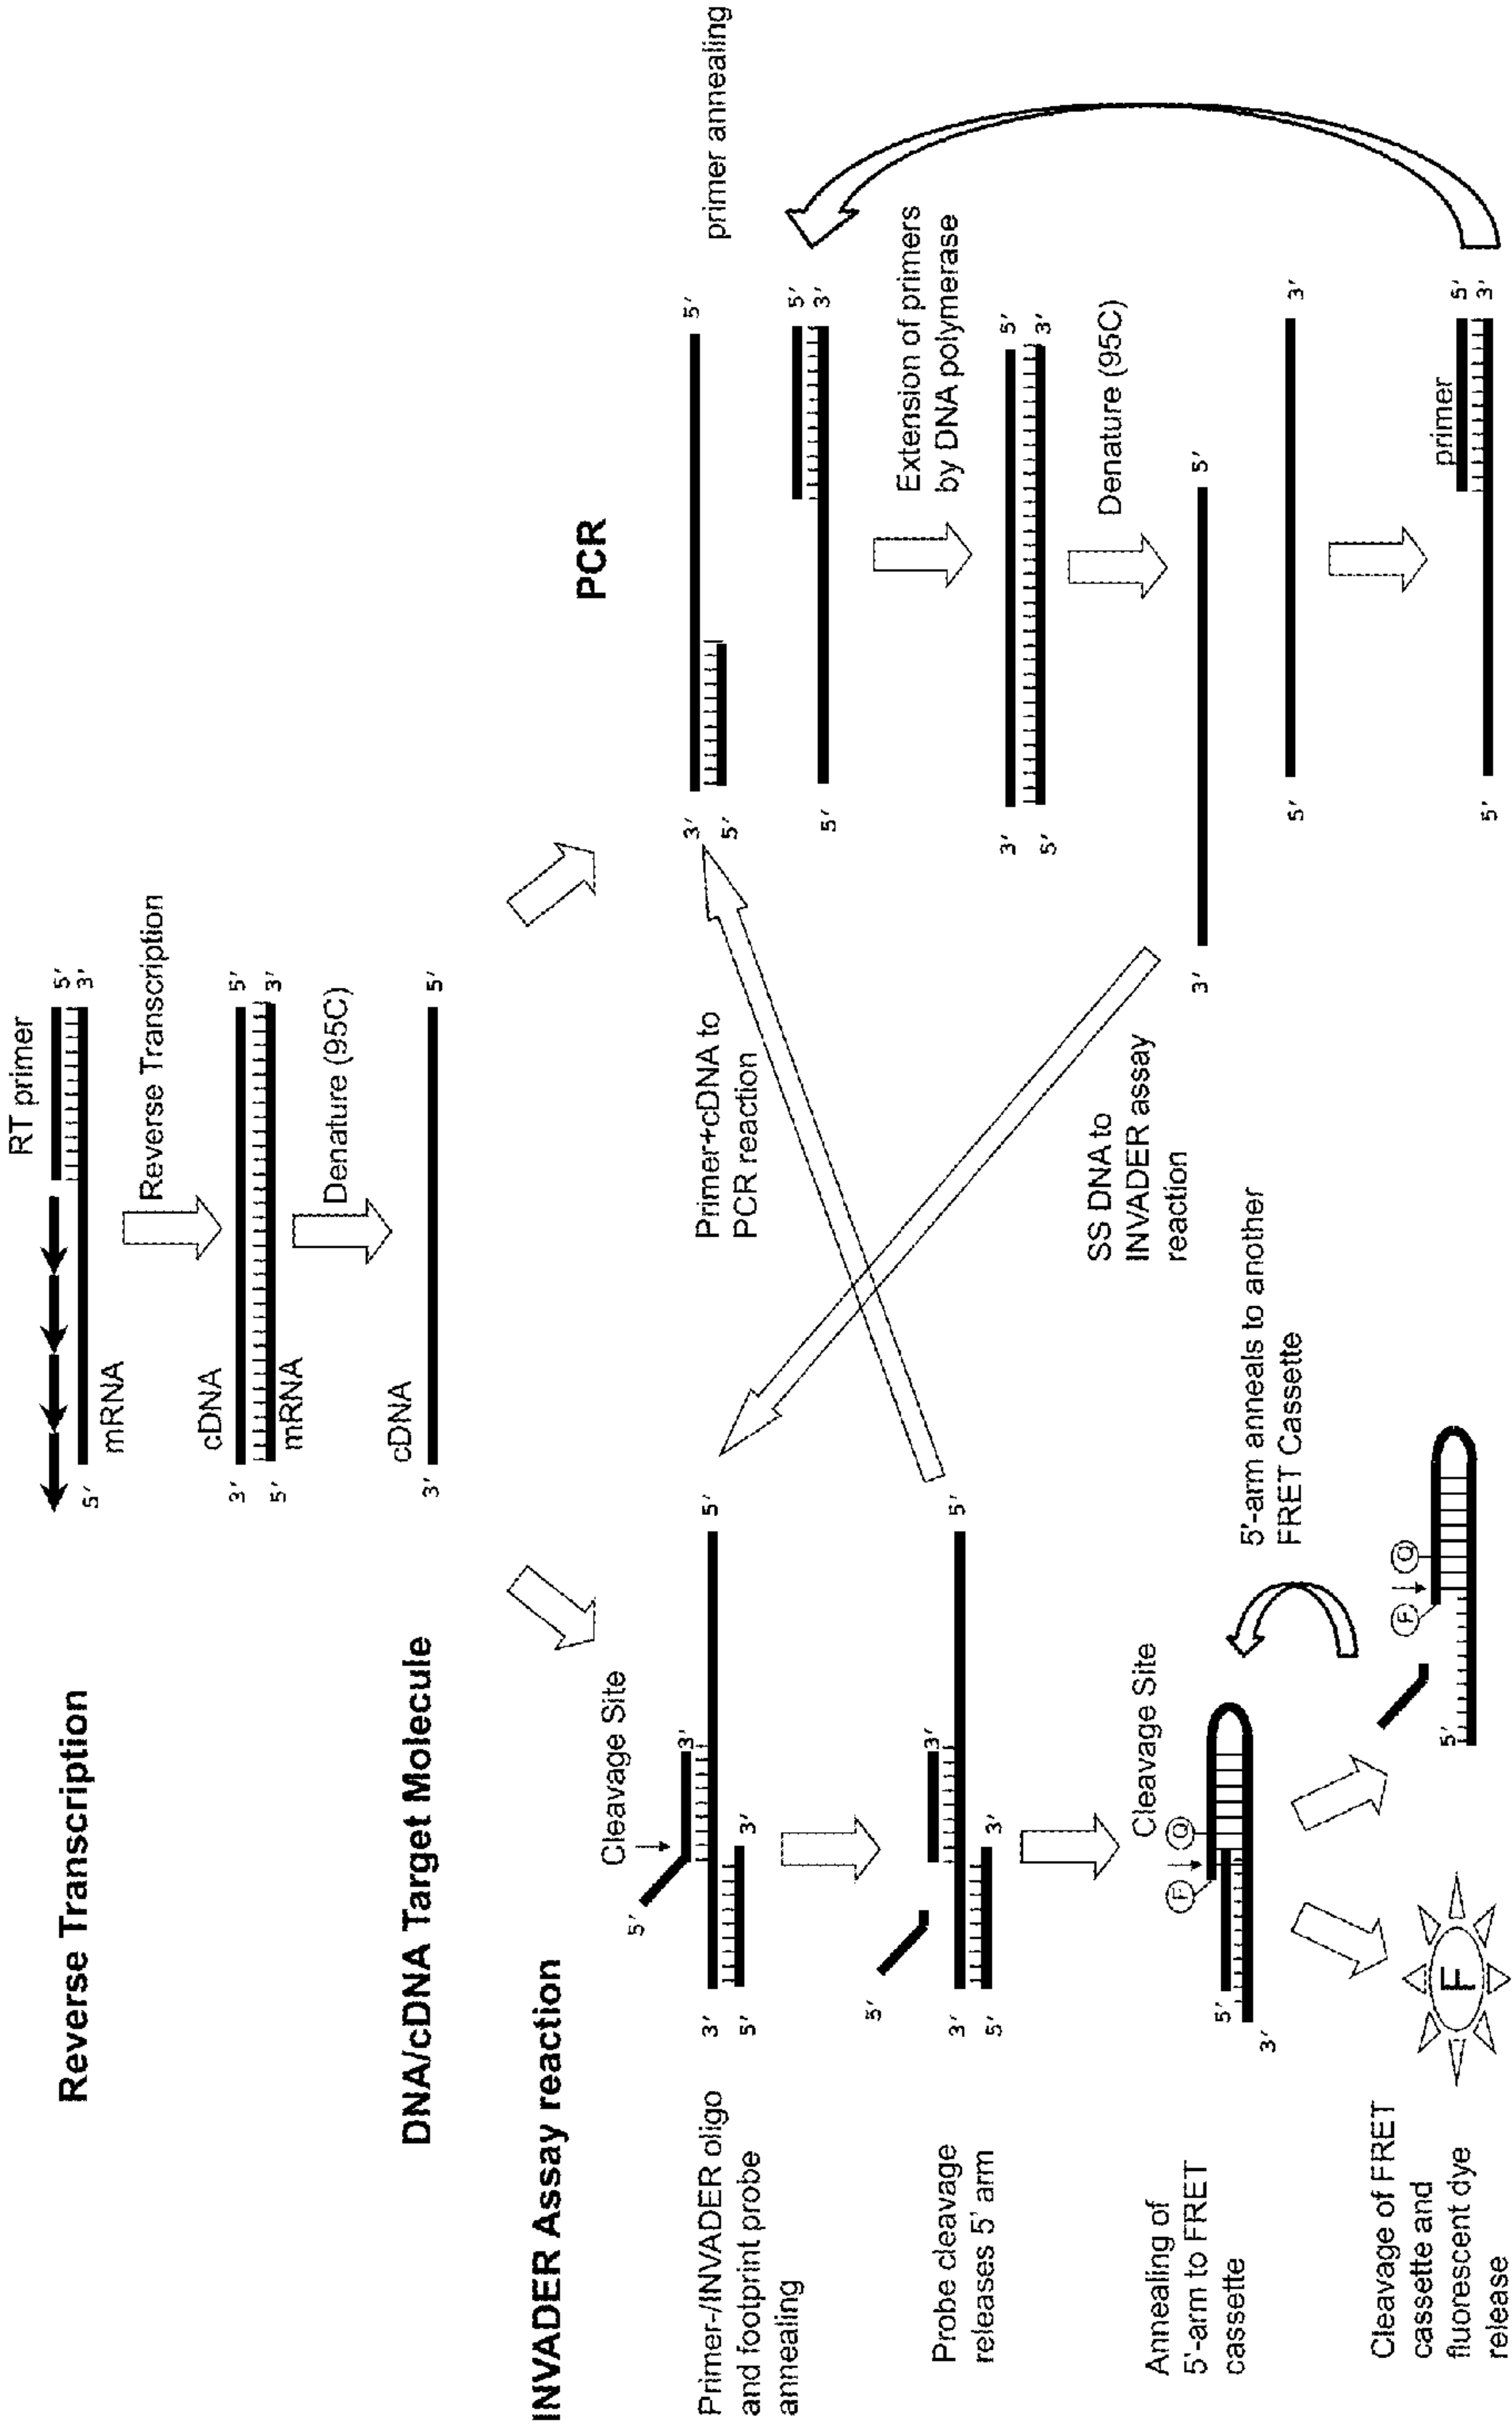 Reverse Transcription
RT primer
5′
3′
5′
mRNA
Reverse Transcription
cDNA
3′
5′
5′
3′
mRNA
Denature (95C)
DNA/cDNA Target Molecule
cDNA
3′
5′
INVADER Assay reaction
Cleavage Site
5′
3′
3′
5′
5′
3′
Primer-/INVADER oligo
and footprint probe
annealing
5′
3′
3′
5′
5′
3′
Probe cleavage
releases 5' arm
Cleavage Site
F
Q
5′
3′
Annealing of
5'-arm to FRET
cassette
5'-arm anneals to another
FRET Cassette
F
Q
5′
F
Cleavage of FRET
cassette and
fluorescent dye
release
Primer+cDNA to
PCR reaction
SS DNA to
INVADER assay
reaction
PCR
3′
5′
5′
primer annealing
5′
3′
5′
Extension of primers
by DNA polymerase
3′
5′
5′
3′
Denature (95C)
3′
5′
5′
3′
primer
5′
3′
5′